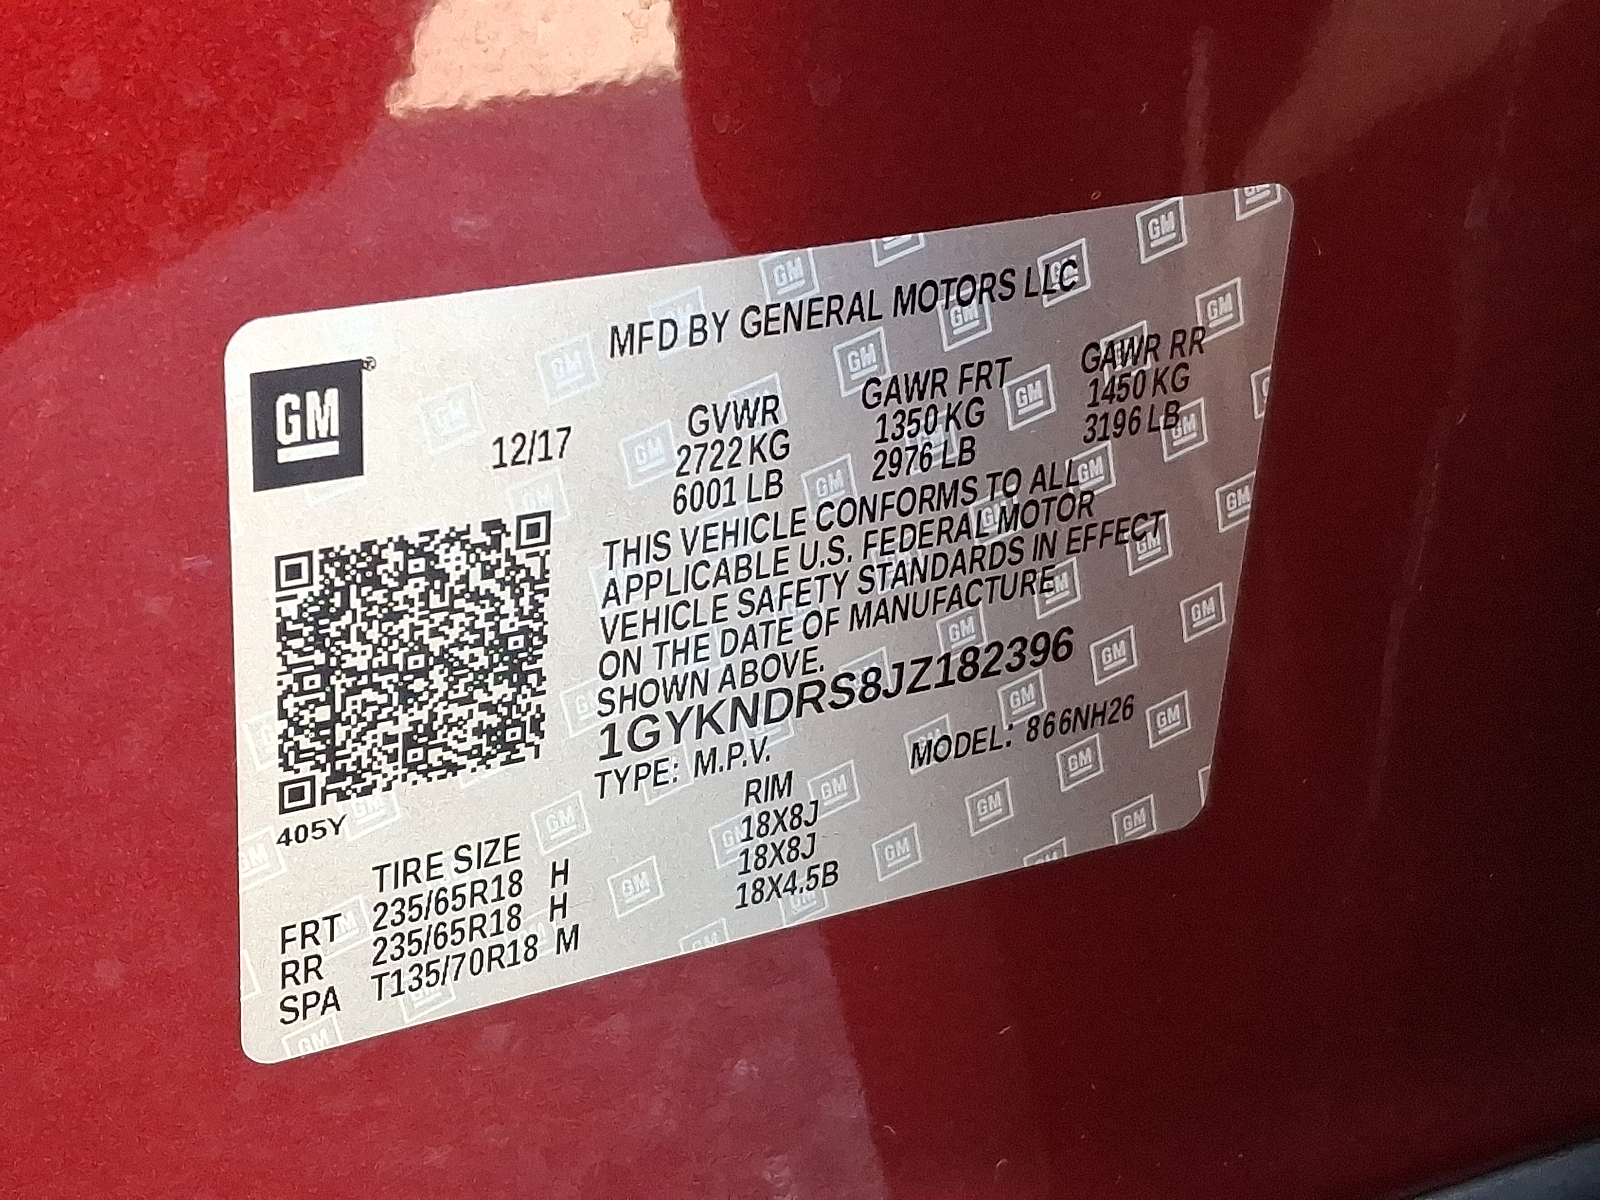 MFD BY GENERAL MOTORS LLC
GM®
12/17
GVWR GAWR FRT GAWR RR
2722 KG 1350 KG 1450 KG
6001 LB 2976 LB 3196 LB
THIS VEHICLE CONFORMS TO ALL
APPLICABLE U.S. FEDERAL MOTOR
VEHICLE SAFETY STANDARDS IN EFFECT
ON THE DATE OF MANUFACTURE
SHOWN ABOVE.
1GYKNDRS8JZ182396
TYPE: M.P.V. MODEL: 866NH26
405Y
TIRE SIZE RIM
FRT 235/65R18 H 18X8J
RR 235/65R18 H 18X8J
SPA T135/70R18 M 18X4.5B